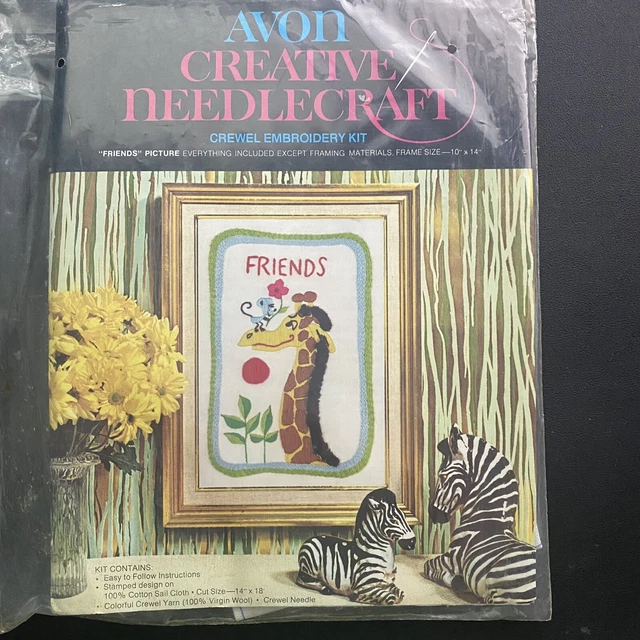 AVON
CREATIVE
NEEDLECRAFT
CREWEL EMBROIDERY KIT
"FRIENDS" PICTURE EVERYTHING INCLUDED EXCEPT FRAMING MATERIALS. FRAME SIZE—10" x 14"
FRIENDS
KIT CONTAINS:
• Easy to Follow Instructions
• Stamped design on
100% Cotton Sail Cloth • Cut Size—14" x 18"
• Colorful Crewel Yarn (100% Virgin Wool) • Crewel Needle